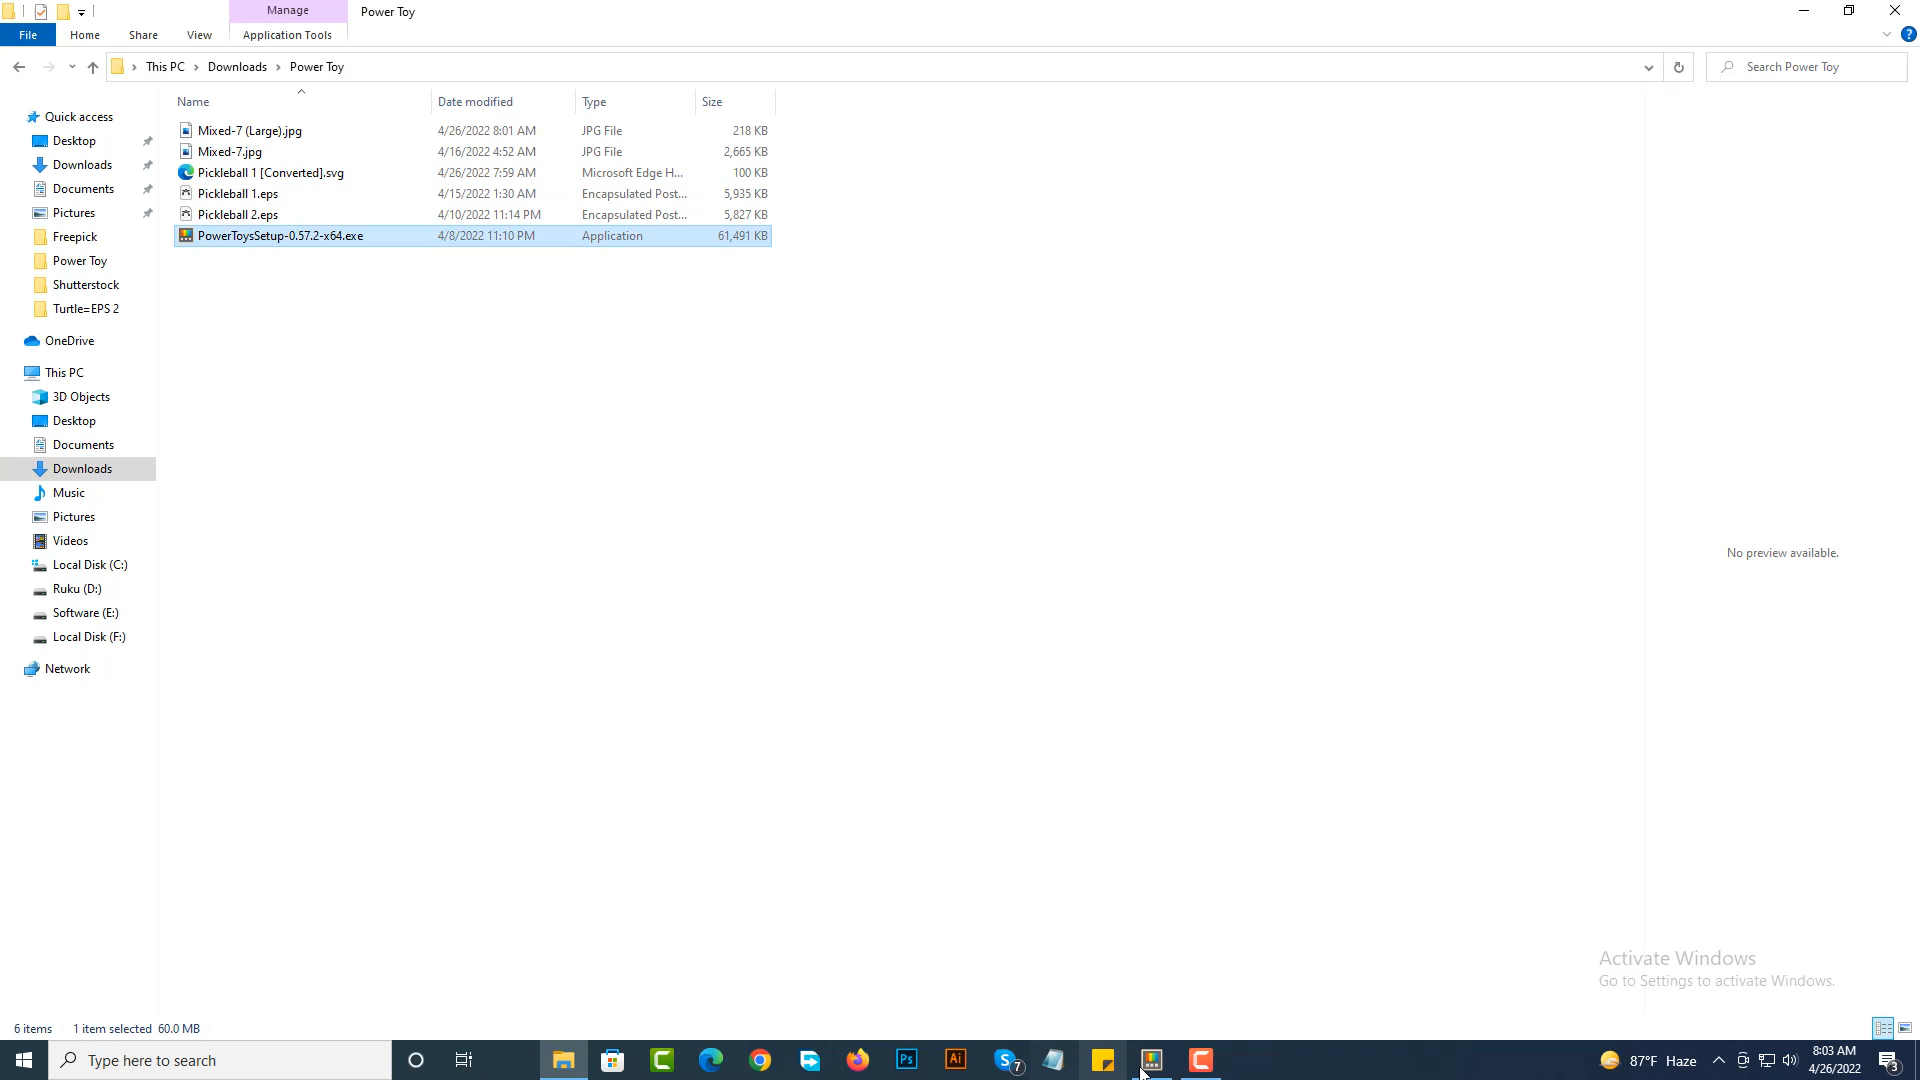 Manage
Power Toy
File
Home
Share
View
Application Tools
This PC
Downloads
Power Toy
Search Power Toy
Name
Date modified
Type
Size
Mixed-7 (Large).jpg 4/26/2022 8:01 AM JPG File 218 KB
Mixed-7.jpg 4/16/2022 4:52 AM JPG File 2,665 KB
Pickleball 1 [Converted].svg 4/26/2022 7:59 AM Microsoft Edge H... 100 KB
Pickleball 1.eps 4/15/2022 1:30 AM Encapsulated Post... 5,935 KB
Pickleball 2.eps 4/10/2022 11:14 PM Encapsulated Post... 5,827 KB
PowerToysSetup-0.57.2-x64.exe 4/8/2022 11:10 PM Application 61,491 KB
Quick access
Desktop
Downloads
Documents
Pictures
Freepick
Power Toy
Shutterstock
Turtle=EPS 2
OneDrive
This PC
3D Objects
Desktop
Documents
Downloads
Music
Pictures
Videos
Local Disk (C:)
Ruku (D:)
Software (E:)
Local Disk (F:)
Network
No preview available.
Activate Windows
Go to Settings to activate Windows.
6 items 1 item selected 60.0 MB
Type here to search
Ps
Ai
S
7
87°F Haze
8:03 AM
4/26/2022
3